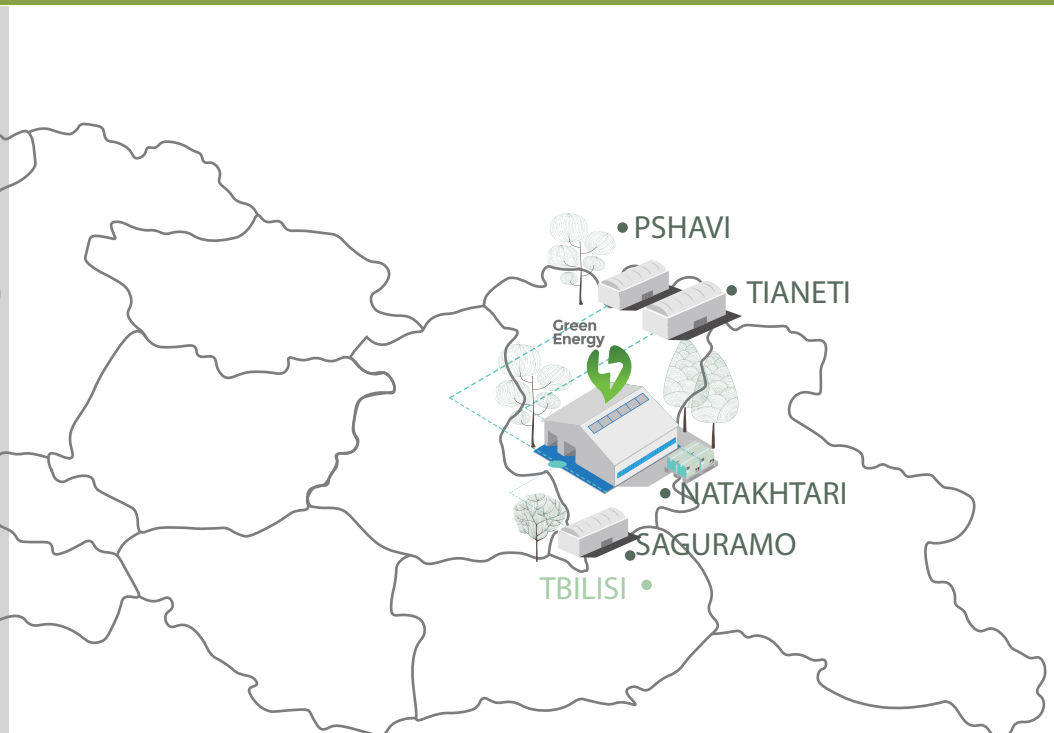 PSHAVI
TIANETI
Green
Energy
NATAKHTARI
SAGURAMO
TBILISI